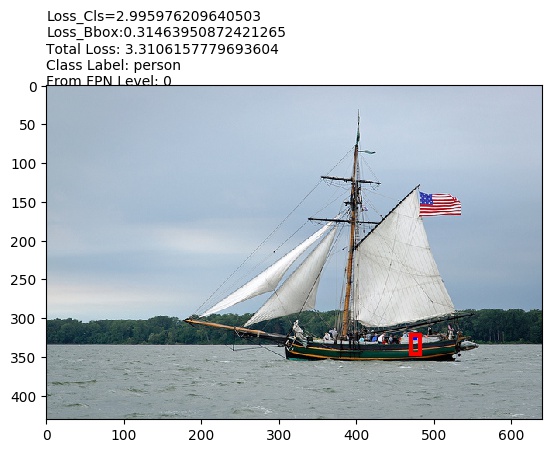 Loss_Cls=2.995976209640503
Loss_Bbox:0.31463950872421265
Total Loss: 3.3106157779693604
Class Label: person
From FPN Level: 0
0
50
100
150
200
250
300
350
400
0 100 200 300 400 500 600